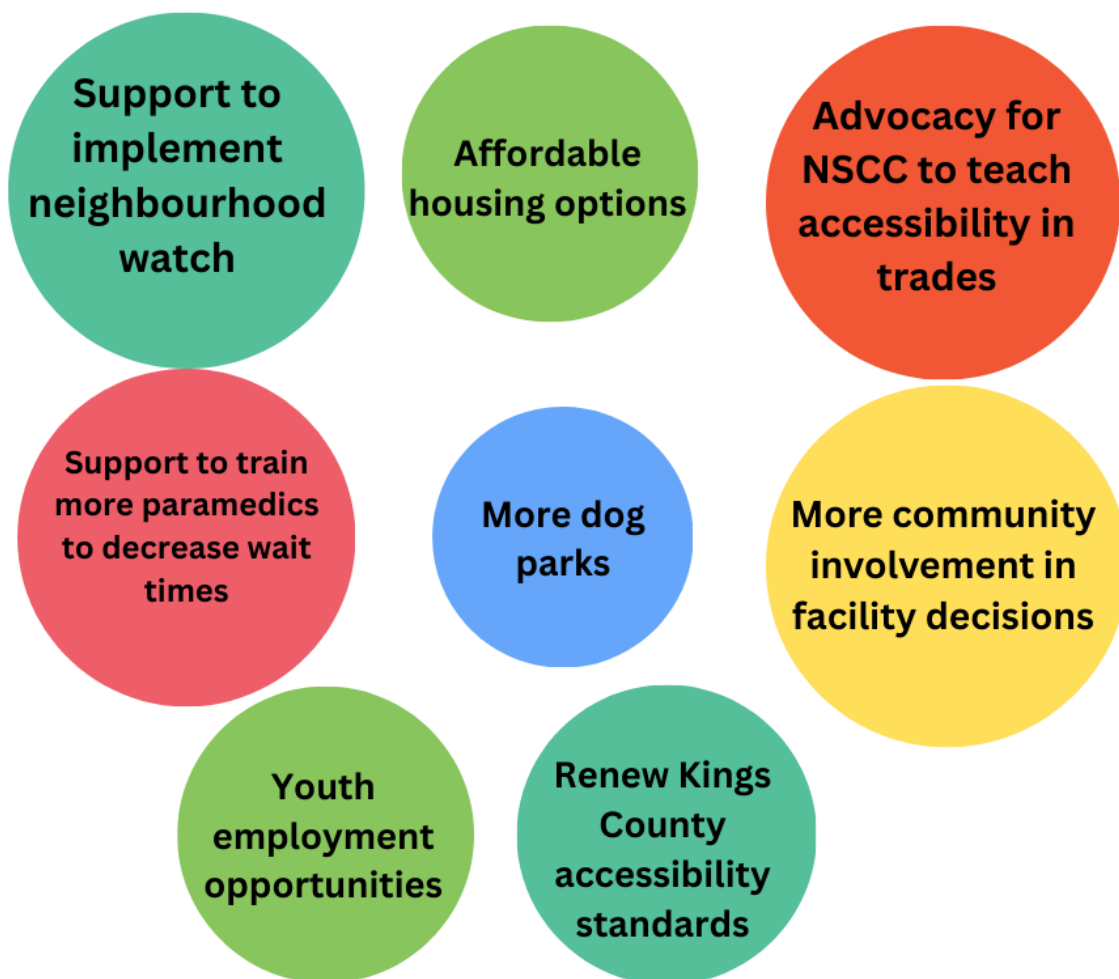 Support to
implement
neighbourhood
watch
Affordable
housing options
Advocacy for
NSCC to teach
accessibility in
trades
Support to train
more paramedics
to decrease wait
times
More dog
parks
More community
involvement in
facility decisions
Youth
employment
opportunities
Renew Kings
County
accessibility
standards